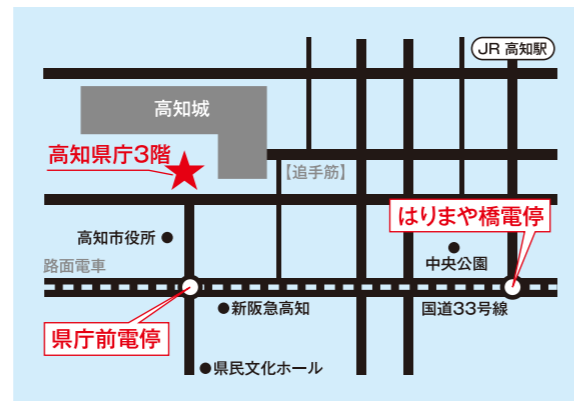 JR 高知駅
高知城
高知県庁3階
【追手筋】
はりまや橋電停
高知市役所●
●
中央公園
路面電車
●新阪急高知
国道33号線
県庁前電停
●県民文化ホール